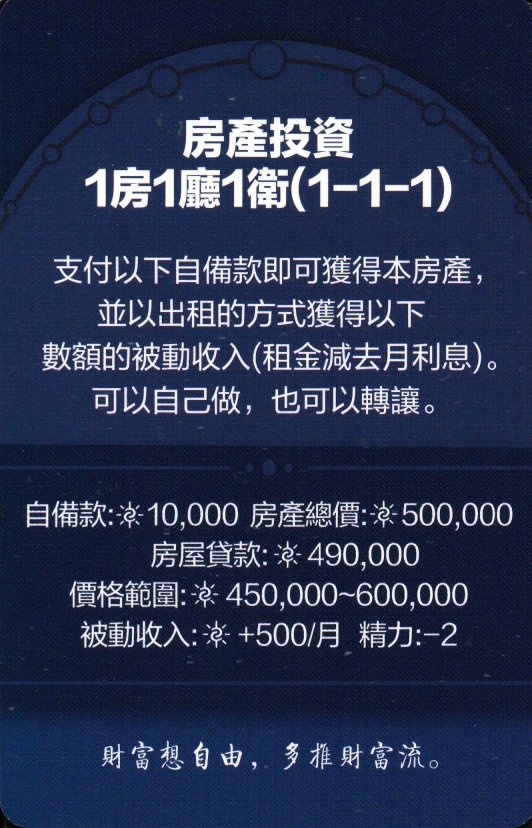 房產投資
1房1廳1衛(1-1-1)
支付以下自備款即可獲得本房產，
並以出租的方式獲得以下
數額的被動收入(租金減去月利息)。
可以自己做，也可以轉讓。
自備款:10,000 房產總價:500,000
房屋貸款:490,000
價格範圍:450,000~600,000
被動收入:+500/月 精力:-2
財富想自由，多推財富流。